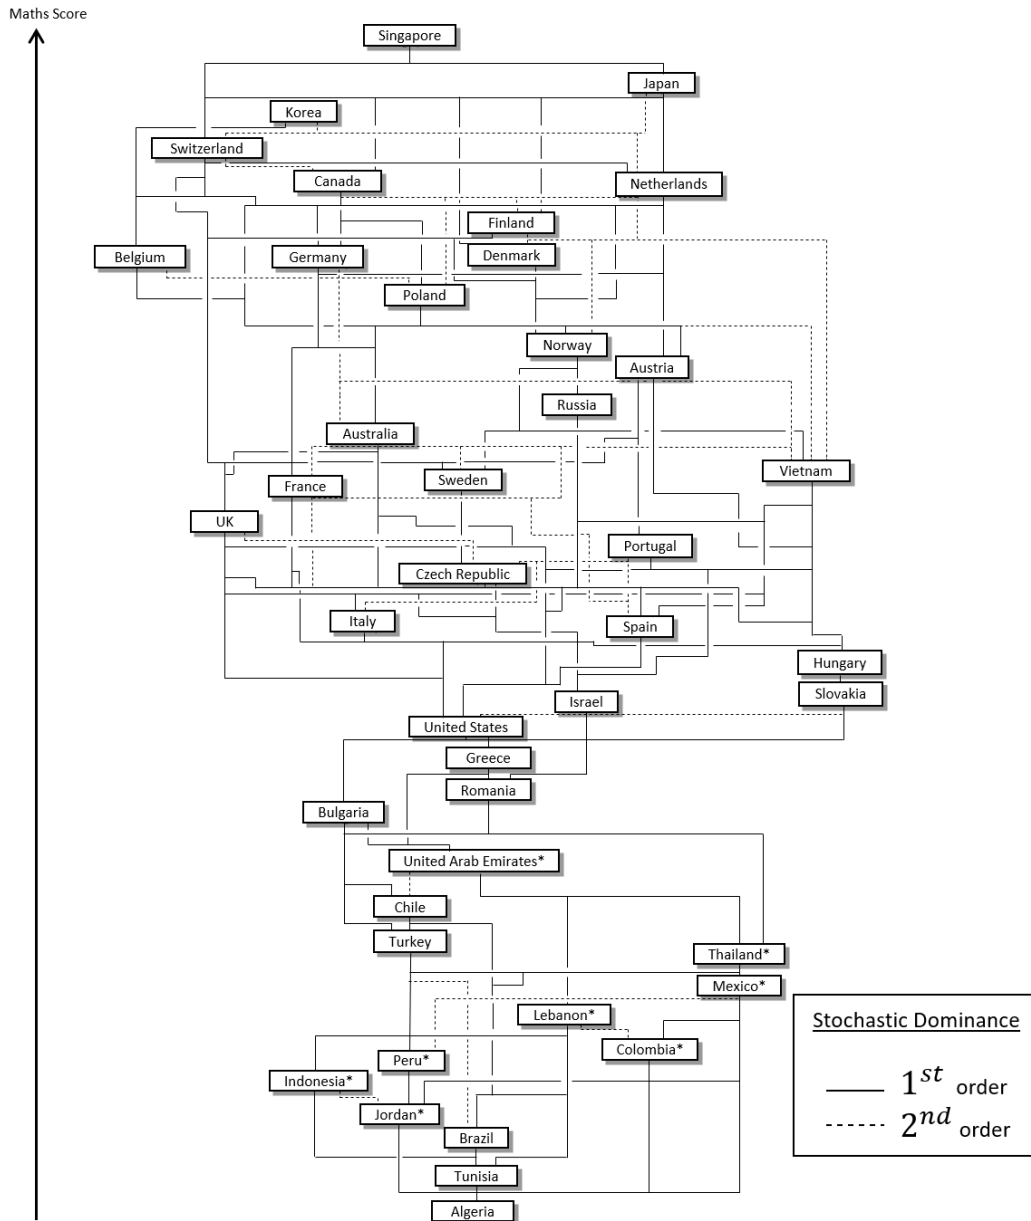 Maths Score
Singapore
Japan
Korea
Switzerland
Canada
Netherlands
Finland
Belgium
Germany
Denmark
Poland
Norway
Austria
Russia
Australia
Vietnam
France
Sweden
UK
Portugal
Czech Republic
Italy
Spain
Hungary
Slovakia
Israel
United States
Greece
Romania
Bulgaria
United Arab Emirates*
Chile
Turkey
Thailand*
Mexico*
Lebanon*
Colombia*
Peru*
Indonesia*
Jordan*
Brazil
Tunisia
Algeria
Stochastic Dominance
1st order
2nd order